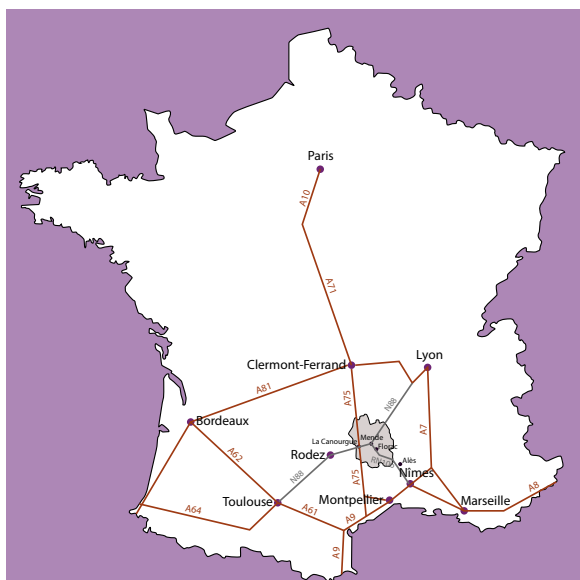 Paris
A10
A71
Clermont-Ferrand
Lyon
A81
A75
N88
Bordeaux
A7
La Canourgue
Mende
Florac
A62
Rodez
Alès
N88
A75
Nîmes
A64
Toulouse
A61
Montpellier
A9
Marseille
A8
A9